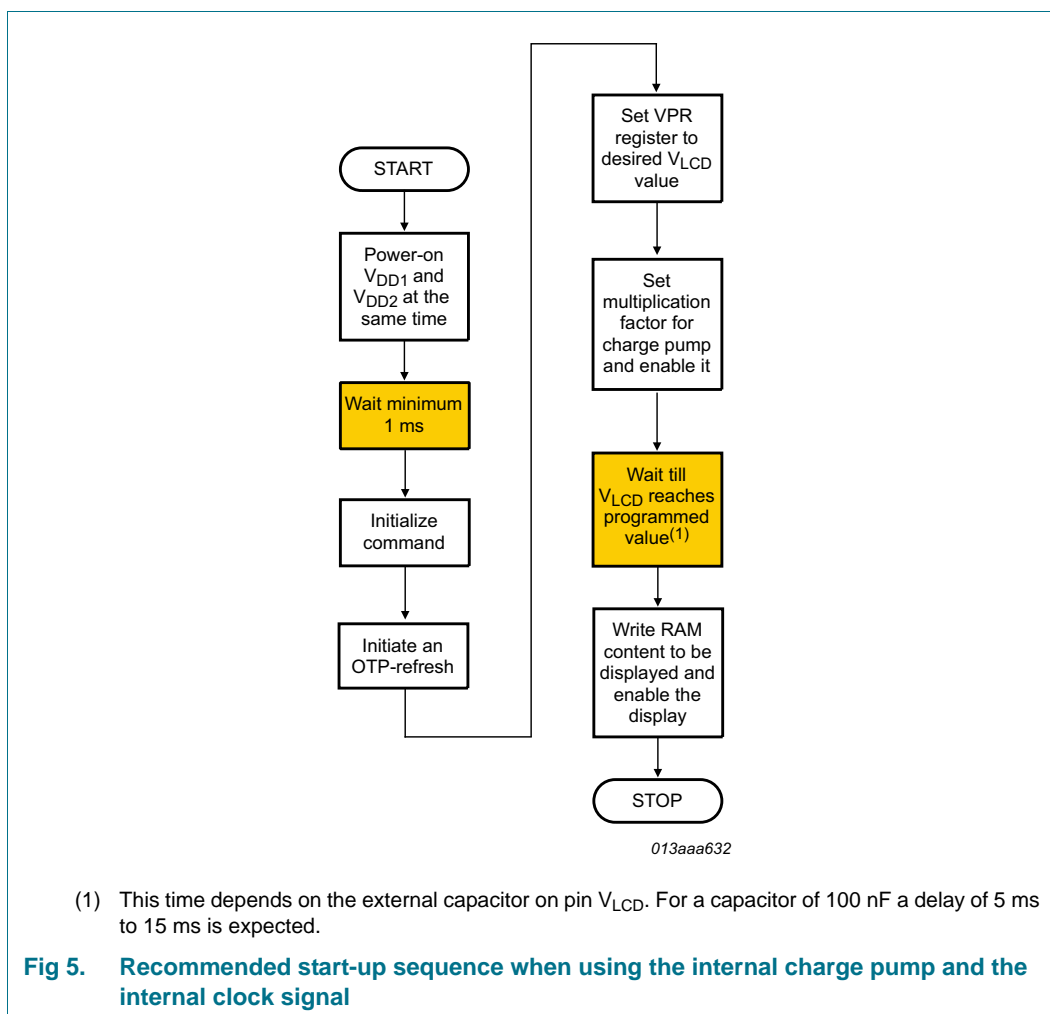 START
Power-on
VDD1 and
VDD2 at the
same time
Wait minimum
1 ms
Initialize
command
Initiate an
OTP-refresh
Set VPR
register to
desired VLCD
value
Set
multiplication
factor for
charge pump
and enable it
Wait till
VLCD reaches
programmed
value(1)
Write RAM
content to be
displayed and
enable the
display
STOP
013aaa632
(1) This time depends on the external capacitor on pin VLCD. For a capacitor of 100 nF a delay of 5 ms
to 15 ms is expected.
Fig 5. Recommended start-up sequence when using the internal charge pump and the
internal clock signal